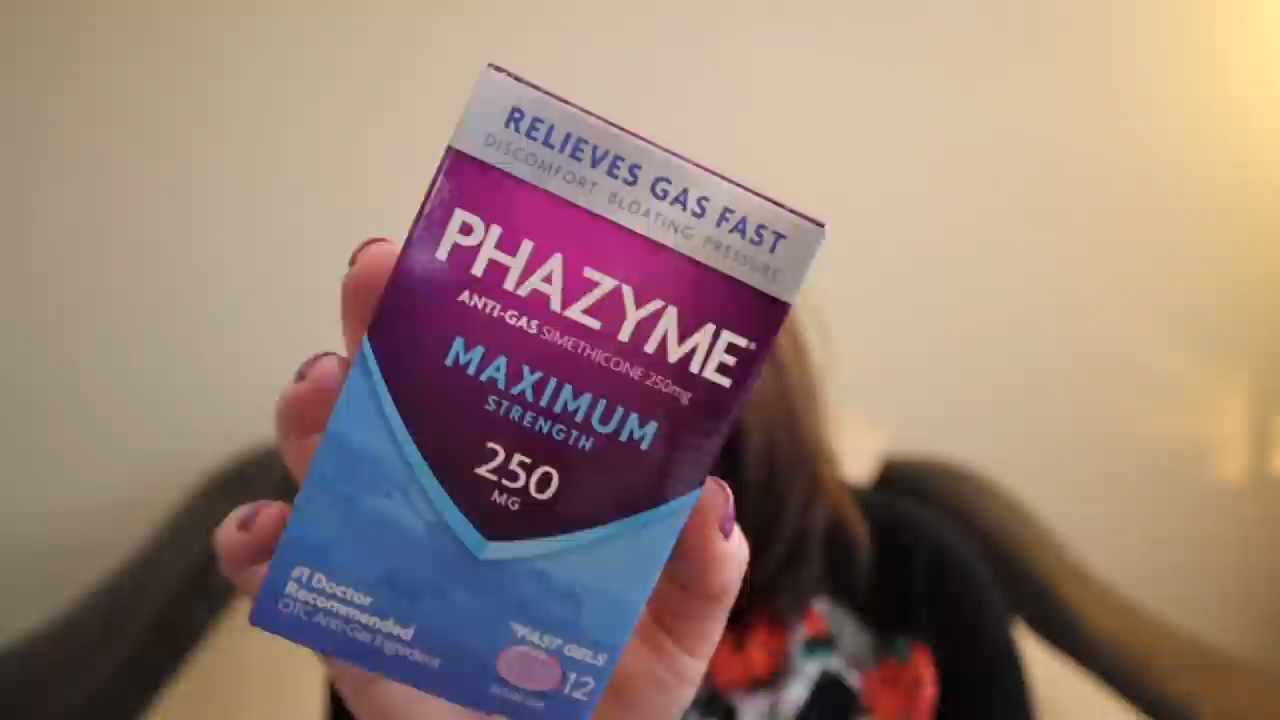 RELIEVES GAS FAST
DISCOMFORT BLOATING PRESSURE
PHAZYME®
ANTI-GAS SIMETHICONE 250mg
MAXIMUM
STRENGTH
250
MG
#1 Doctor
Recommended
OTC Anti-Gas Ingredient
"FAST GELS
12